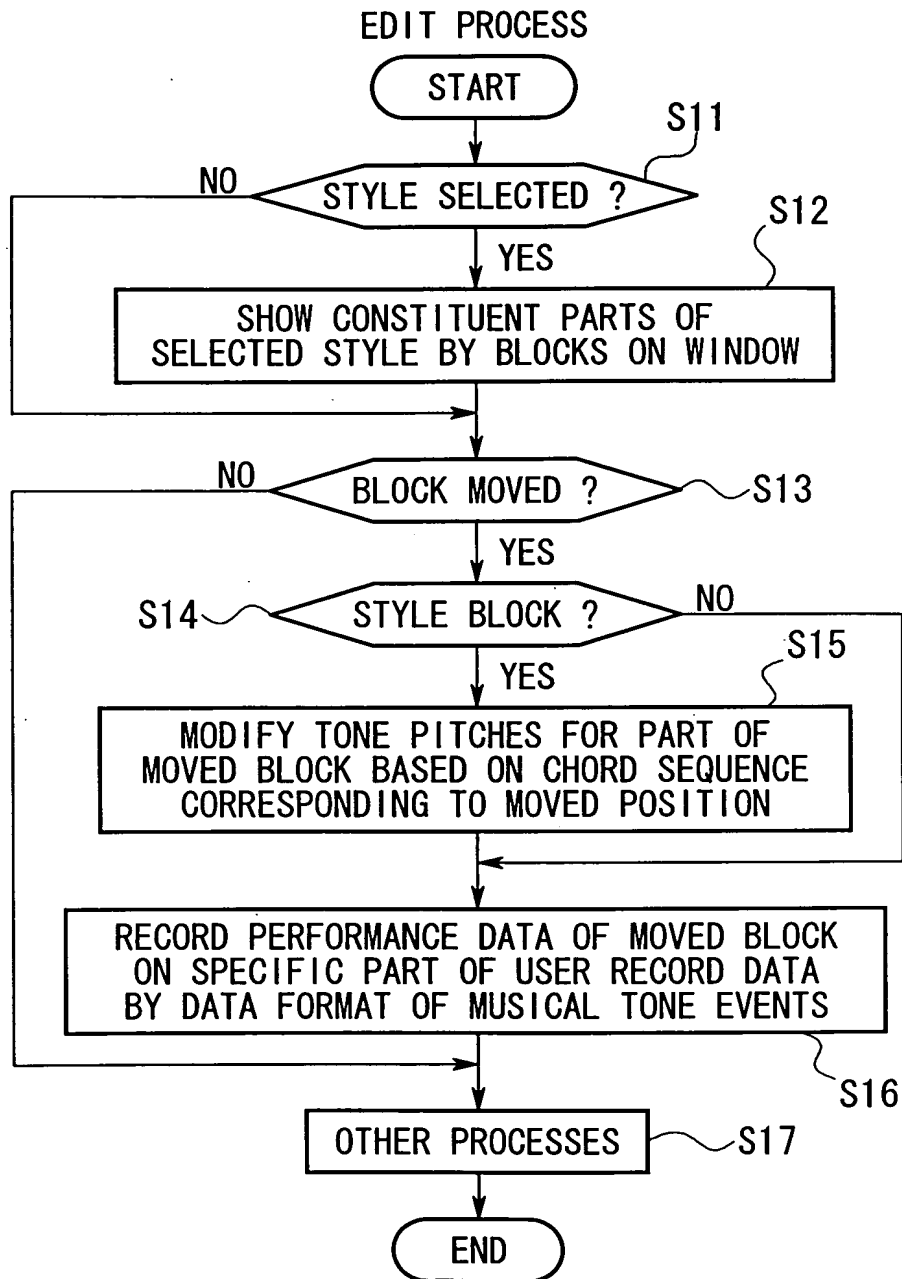 EDIT PROCESS
START
S11
NO
STYLE SELECTED ?
S12
YES
SHOW CONSTITUENT PARTS OF
SELECTED STYLE BY BLOCKS ON WINDOW
NO
BLOCK MOVED ?
S13
YES
S14
STYLE BLOCK ?
NO
S15
YES
MODIFY TONE PITCHES FOR PART OF
MOVED BLOCK BASED ON CHORD SEQUENCE
CORRESPONDING TO MOVED POSITION
RECORD PERFORMANCE DATA OF MOVED BLOCK
ON SPECIFIC PART OF USER RECORD DATA
BY DATA FORMAT OF MUSICAL TONE EVENTS
S16
OTHER PROCESSES
S17
END